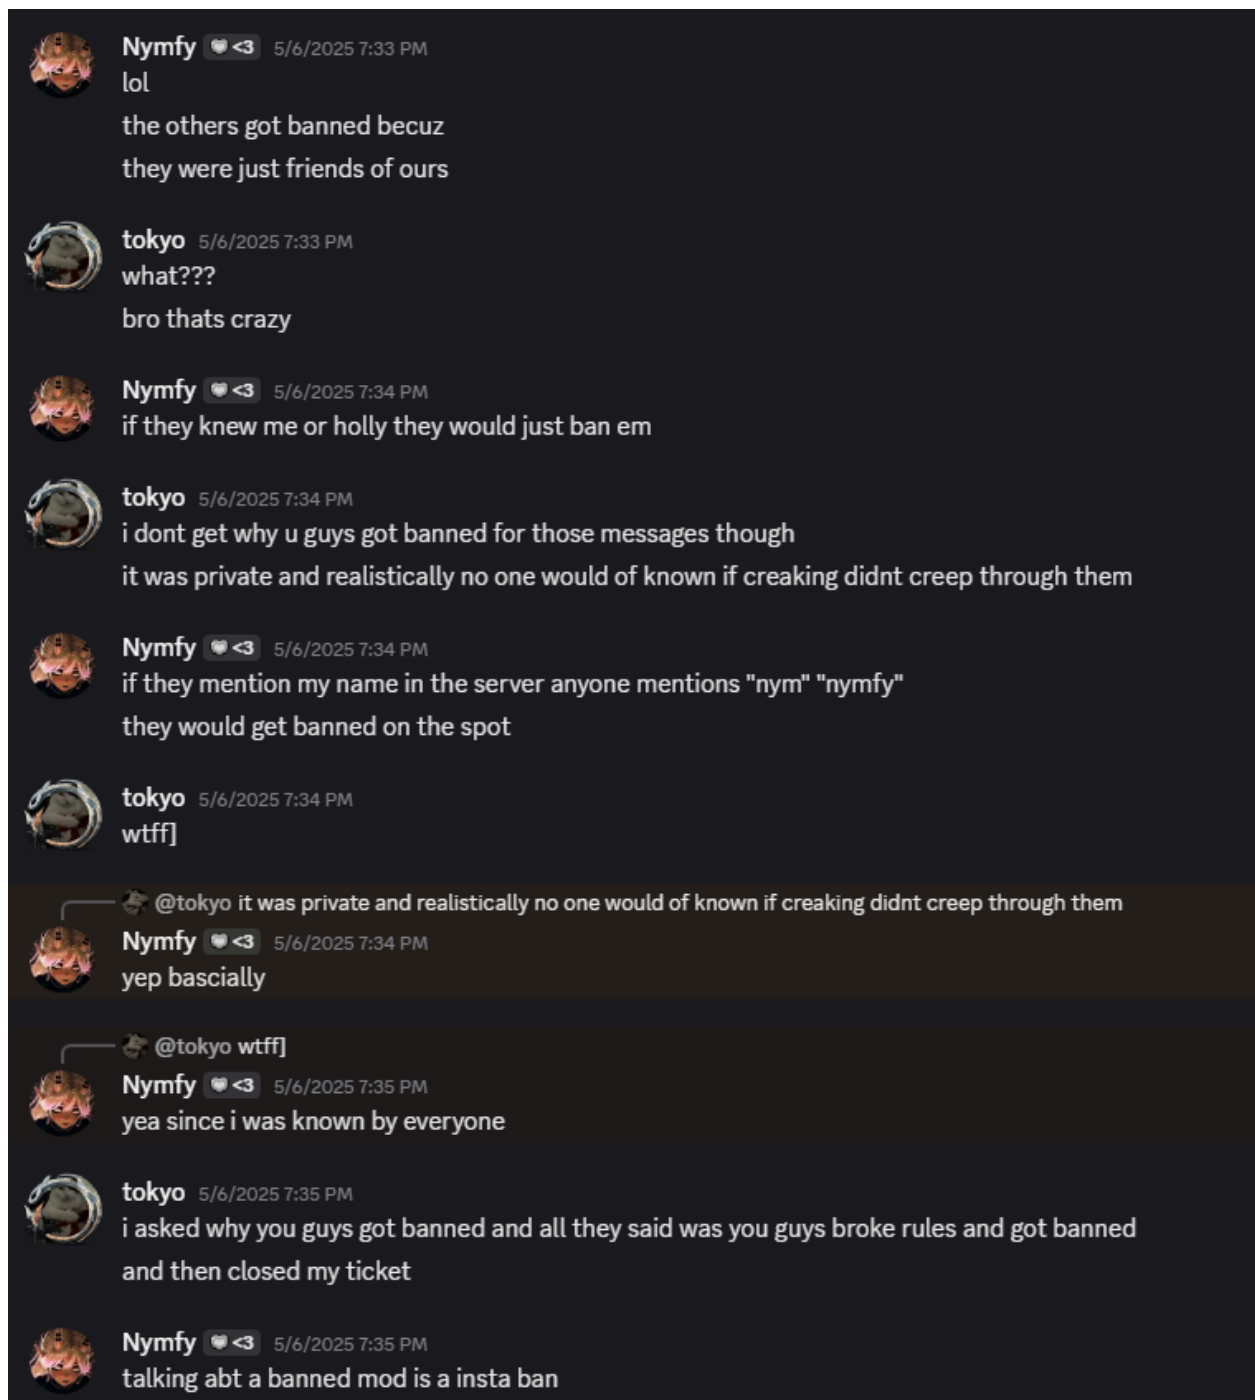 Nymfy 🤍 <3 5/6/2025 7:33 PM
lol
the others got banned becuz
they were just friends of ours
tokyo 5/6/2025 7:33 PM
what???
bro thats crazy
Nymfy 🤍 <3 5/6/2025 7:34 PM
if they knew me or holly they would just ban em
tokyo 5/6/2025 7:34 PM
i dont get why u guys got banned for those messages though
it was private and realistically no one would of known if creaking didnt creep through them
Nymfy 🤍 <3 5/6/2025 7:34 PM
if they mention my name in the server anyone mentions "nym" "nymfy"
they would get banned on the spot
tokyo 5/6/2025 7:34 PM
wtff]
@tokyo it was private and realistically no one would of known if creaking didnt creep through them
Nymfy 🤍 <3 5/6/2025 7:34 PM
yep bascially
@tokyo wtff]
Nymfy 🤍 <3 5/6/2025 7:35 PM
yea since i was known by everyone
tokyo 5/6/2025 7:35 PM
i asked why you guys got banned and all they said was you guys broke rules and got banned
and then closed my ticket
Nymfy 🤍 <3 5/6/2025 7:35 PM
talking abt a banned mod is a insta ban